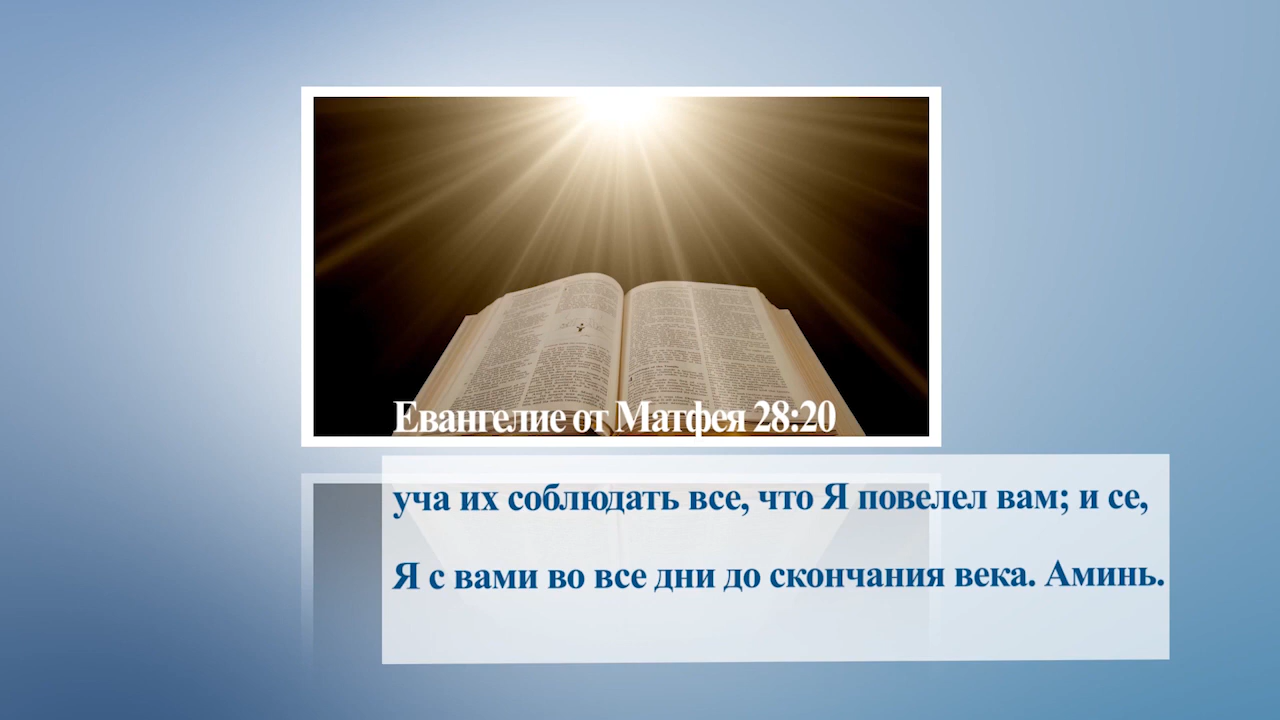 Евангелие от Матфея 28:20
уча их соблюдать все, что Я повелел вам; и се,
Я с вами во все дни до скончания века. Аминь.